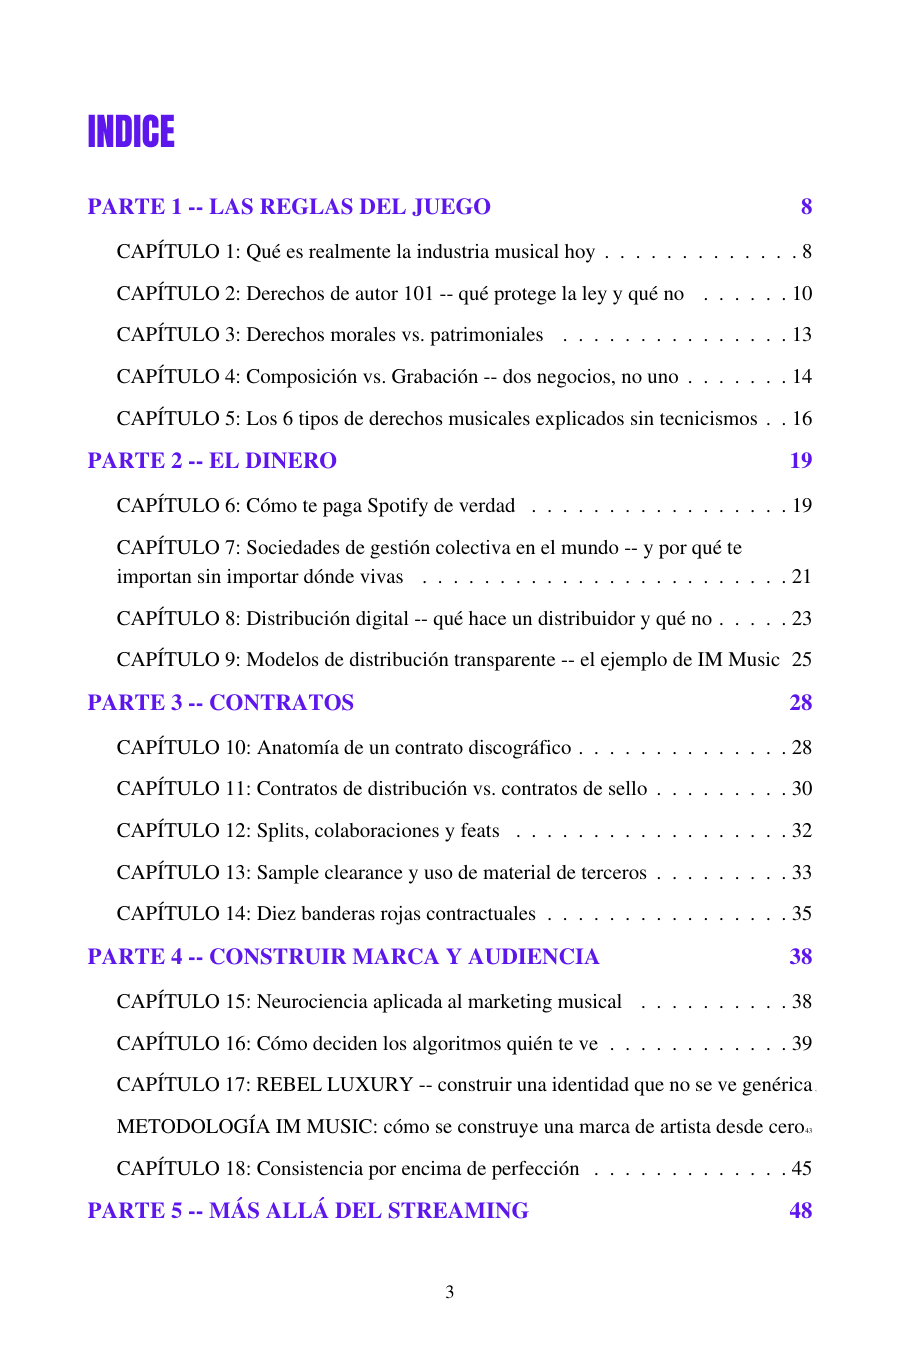 INDICE
PARTE 1 -- LAS REGLAS DEL JUEGO 8
CAPÍTULO 1: Qué es realmente la industria musical hoy . . . . . . . . . . . . . 8
CAPÍTULO 2: Derechos de autor 101 -- qué protege la ley y qué no . . . . . . 10
CAPÍTULO 3: Derechos morales vs. patrimoniales . . . . . . . . . . . . . . . 13
CAPÍTULO 4: Composición vs. Grabación -- dos negocios, no uno . . . . . . . 14
CAPÍTULO 5: Los 6 tipos de derechos musicales explicados sin tecnicismos . . 16
PARTE 2 -- EL DINERO 19
CAPÍTULO 6: Cómo te paga Spotify de verdad . . . . . . . . . . . . . . . . . 19
CAPÍTULO 7: Sociedades de gestión colectiva en el mundo -- y por qué te
importan sin importar dónde vivas . . . . . . . . . . . . . . . . . . . . . . . . 21
CAPÍTULO 8: Distribución digital -- qué hace un distribuidor y qué no . . . . . 23
CAPÍTULO 9: Modelos de distribución transparente -- el ejemplo de IM Music 25
PARTE 3 -- CONTRATOS 28
CAPÍTULO 10: Anatomía de un contrato discográfico . . . . . . . . . . . . . . 28
CAPÍTULO 11: Contratos de distribución vs. contratos de sello . . . . . . . . . 30
CAPÍTULO 12: Splits, colaboraciones y feats . . . . . . . . . . . . . . . . . . 32
CAPÍTULO 13: Sample clearance y uso de material de terceros . . . . . . . . . 33
CAPÍTULO 14: Diez banderas rojas contractuales . . . . . . . . . . . . . . . . 35
PARTE 4 -- CONSTRUIR MARCA Y AUDIENCIA 38
CAPÍTULO 15: Neurociencia aplicada al marketing musical . . . . . . . . . . 38
CAPÍTULO 16: Cómo deciden los algoritmos quién te ve . . . . . . . . . . . . 39
CAPÍTULO 17: REBEL LUXURY -- construir una identidad que no se ve genérica
METODOLOGÍA IM MUSIC: cómo se construye una marca de artista desde cero 43
CAPÍTULO 18: Consistencia por encima de perfección . . . . . . . . . . . . . 45
PARTE 5 -- MÁS ALLÁ DEL STREAMING 48
3